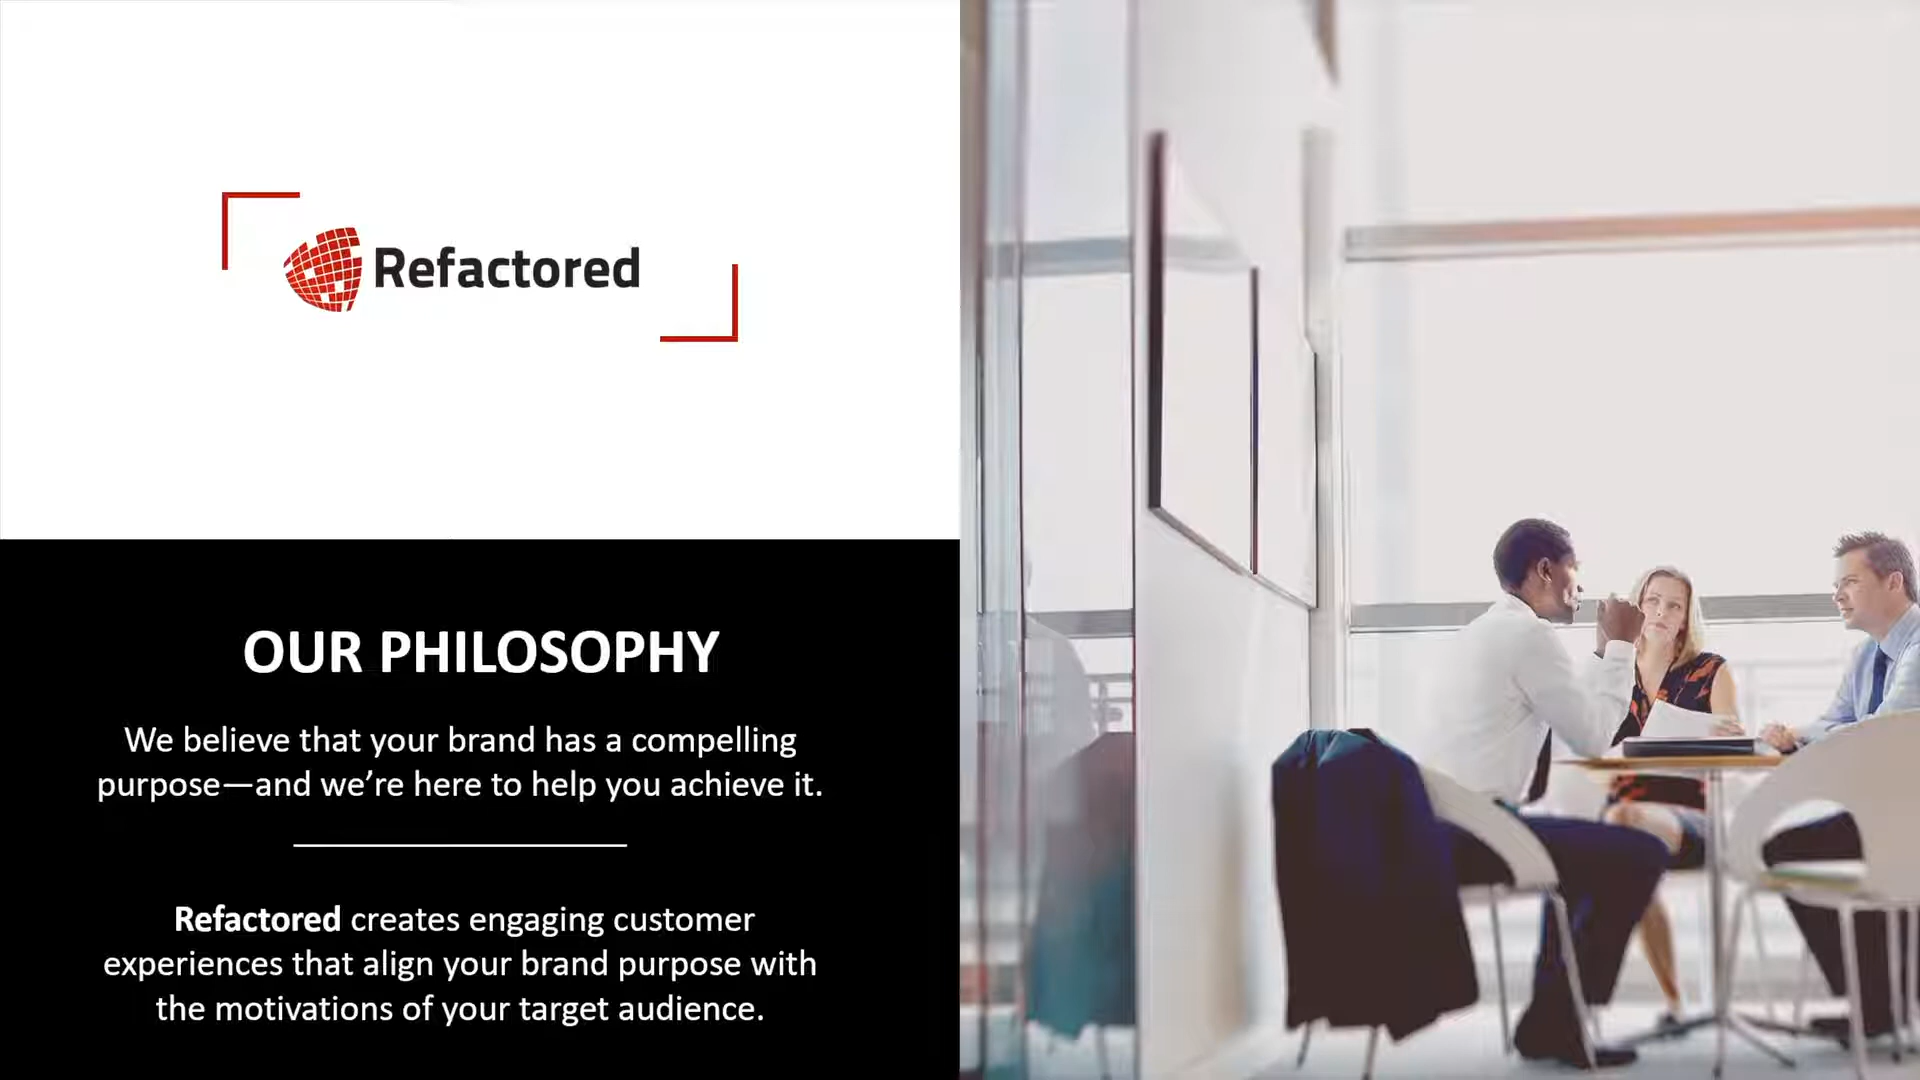 Refactored
OUR PHILOSOPHY
We believe that your brand has a compelling
purpose—and we’re here to help you achieve it.
Refactored creates engaging customer
experiences that align your brand purpose with
the motivations of your target audience.